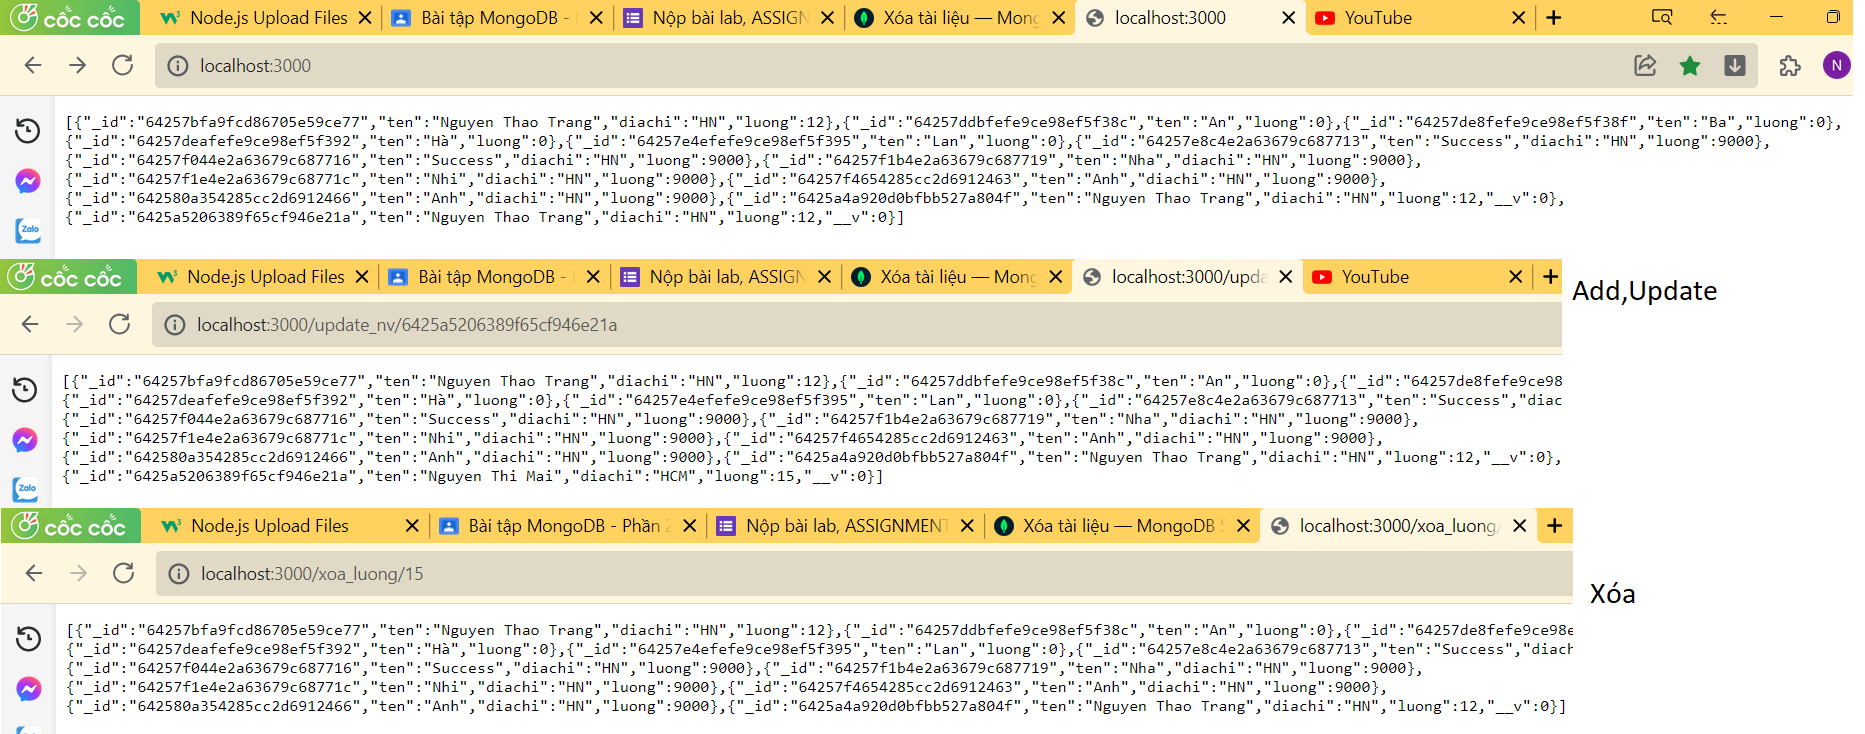 cốc cốc Node.js Upload Files Bài tập MongoDB - Nộp bài lab, ASSIGN Xóa tài liệu — Mong localhost:3000 YouTube
localhost:3000 N
[{"_id":"64257bfa9fcd86705e59ce77","ten":"Nguyen Thao Trang","diachi":"HN","luong":12},{"_id":"64257ddbfefe9ce98ef5f38c","ten":"An","luong":0},{"_id":"64257de8fefe9ce98ef5f38f","ten":"Ba","luong":0},
{"_id":"64257deafefe9ce98ef5f392","ten":"Hà","luong":0},{"_id":"64257e4efefe9ce98ef5f395","ten":"Lan","luong":0},{"_id":"64257e8c4e2a63679c687713","ten":"Success","diachi":"HN","luong":9000},
{"_id":"64257f044e2a63679c687716","ten":"Success","diachi":"HN","luong":9000},{"_id":"64257f1b4e2a63679c687719","ten":"Nha","diachi":"HN","luong":9000},
{"_id":"64257f1e4e2a63679c68771c","ten":"Nhi","diachi":"HN","luong":9000},{"_id":"64257f4654285cc2d6912463","ten":"Anh","diachi":"HN","luong":9000},
{"_id":"642580a354285cc2d6912466","ten":"Anh","diachi":"HN","luong":9000},{"_id":"6425a4a920d0bfbb527a804f","ten":"Nguyen Thao Trang","diachi":"HN","luong":12,"__v":0},
{"_id":"6425a5206389f65cf946e21a","ten":"Nguyen Thao Trang","diachi":"HN","luong":12,"__v":0}]
Zalo
cốc cốc Node.js Upload Files Bài tập MongoDB - Nộp bài lab, ASSIGN Xóa tài liệu — Mong localhost:3000/upda YouTube
Add,Update
localhost:3000/update_nv/6425a5206389f65cf946e21a
[{"_id":"64257bfa9fcd86705e59ce77","ten":"Nguyen Thao Trang","diachi":"HN","luong":12},{"_id":"64257ddbfefe9ce98ef5f38c","ten":"An","luong":0},{"_id":"64257de8fefe9ce98
{"_id":"64257deafefe9ce98ef5f392","ten":"Hà","luong":0},{"_id":"64257e4efefe9ce98ef5f395","ten":"Lan","luong":0},{"_id":"64257e8c4e2a63679c687713","ten":"Success","diac
{"_id":"64257f044e2a63679c687716","ten":"Success","diachi":"HN","luong":9000},{"_id":"64257f1b4e2a63679c687719","ten":"Nha","diachi":"HN","luong":9000},
{"_id":"64257f1e4e2a63679c68771c","ten":"Nhi","diachi":"HN","luong":9000},{"_id":"64257f4654285cc2d6912463","ten":"Anh","diachi":"HN","luong":9000},
{"_id":"642580a354285cc2d6912466","ten":"Anh","diachi":"HN","luong":9000},{"_id":"6425a4a920d0bfbb527a804f","ten":"Nguyen Thao Trang","diachi":"HN","luong":12,"__v":0},
{"_id":"6425a5206389f65cf946e21a","ten":"Nguyen Thi Mai","diachi":"HCM","luong":15,"__v":0}]
Zalo
cốc cốc Node.js Upload Files Bài tập MongoDB - Phần 2 Nộp bài lab, ASSIGNMENT Xóa tài liệu — MongoDB S localhost:3000/xoa_luong/
localhost:3000/xoa_luong/15
Xóa
[{"_id":"64257bfa9fcd86705e59ce77","ten":"Nguyen Thao Trang","diachi":"HN","luong":12},{"_id":"64257ddbfefe9ce98ef5f38c","ten":"An","luong":0},{"_id":"64257de8fefe9ce98e
{"_id":"64257deafefe9ce98ef5f392","ten":"Hà","luong":0},{"_id":"64257e4efefe9ce98ef5f395","ten":"Lan","luong":0},{"_id":"64257e8c4e2a63679c687713","ten":"Success","diach
{"_id":"64257f044e2a63679c687716","ten":"Success","diachi":"HN","luong":9000},{"_id":"64257f1b4e2a63679c687719","ten":"Nha","diachi":"HN","luong":9000},
{"_id":"64257f1e4e2a63679c68771c","ten":"Nhi","diachi":"HN","luong":9000},{"_id":"64257f4654285cc2d6912463","ten":"Anh","diachi":"HN","luong":9000},
{"_id":"642580a354285cc2d6912466","ten":"Anh","diachi":"HN","luong":9000},{"_id":"6425a4a920d0bfbb527a804f","ten":"Nguyen Thao Trang","diachi":"HN","luong":12,"__v":0}]